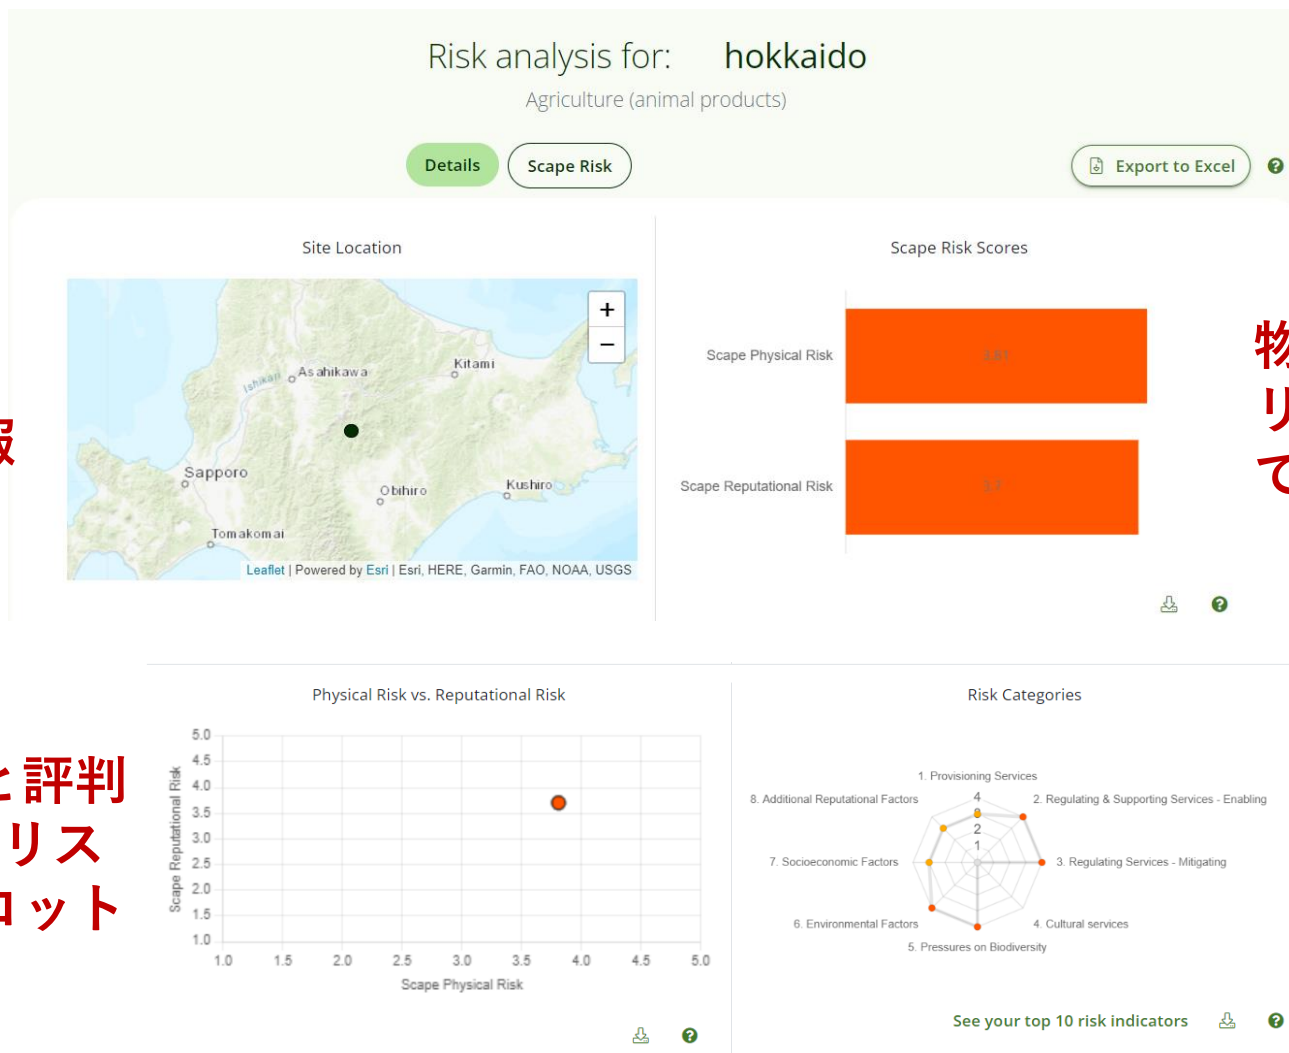 Risk analysis for: hokkaido
Agriculture (animal products)
Details
Scape Risk
Export to Excel
?
Site Location
+
−
Kitami
Asahikawa
Ishikari
Sapporo
Obihiro
Kushiro
Tomakomai
Leaflet | Powered by Esri | Esri, HERE, Garmin, FAO, NOAA, USGS
報
Scape Risk Scores
Scape Physical Risk
3.81
Scape Reputational Risk
3.7
?
物
リ
て
Physical Risk vs. Reputational Risk
5.0
4.5
4.0
3.5
3.0
2.5
2.0
1.5
1.0
Scape Reputational Risk
1.0 1.5 2.0 2.5 3.0 3.5 4.0 4.5 5.0
Scape Physical Risk
?
と評判
リス
ロット
Risk Categories
1. Provisioning Services
8. Additional Reputational Factors
4
2. Regulating & Supporting Services - Enabling
3
2
1
7. Socioeconomic Factors
3. Regulating Services - Mitigating
6. Environmental Factors
4. Cultural services
5. Pressures on Biodiversity
See your top 10 risk indicators
?